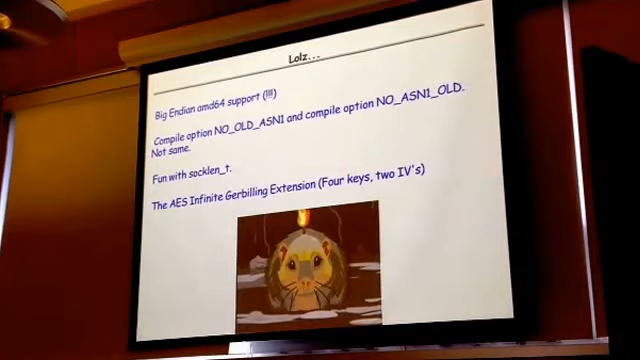 Lolz...
Big Endian amd64 support (!!!)
Compile option NO_OLD_ASN1 and compile option NO_ASN1_OLD.
Not same.
Fun with socklen_t.
The AES Infinite Gerbilling Extension (Four keys, two IV's)